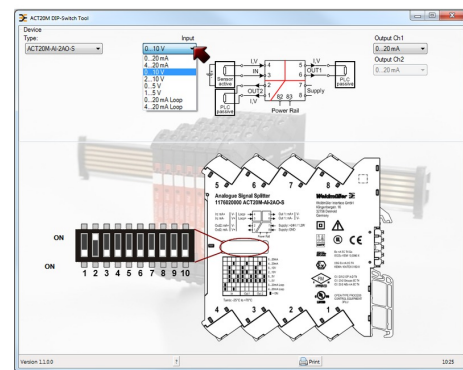 ACT20M DIP-Switch Tool
Device
Type:
ACT20M-AI-2AO-S
Input
0...10 V
0...20 mA
4...20 mA
0...10 V
2...10 V
0...5 V
1...5 V
0...20 mA Loop
4...20 mA Loop
Output Ch1
0...20 mA
Output Ch2
0...20 mA
I,V
IN
Sensor
active
OUT2
I,V
PLC
passive
4
3
2
1
5
6
7
8
82 83
Power Rail
I,V
OUT1
Supply
PLC
passive
5 6 7 8
Analogue Signal Splitter
1176020000 ACT20M-AI-2AO-S
Weidmüller
ON
ON
1 2 3 4 5 6 7 8 9 10
4 3 2 1
Version 1.1.0.0
?
Print
10:25